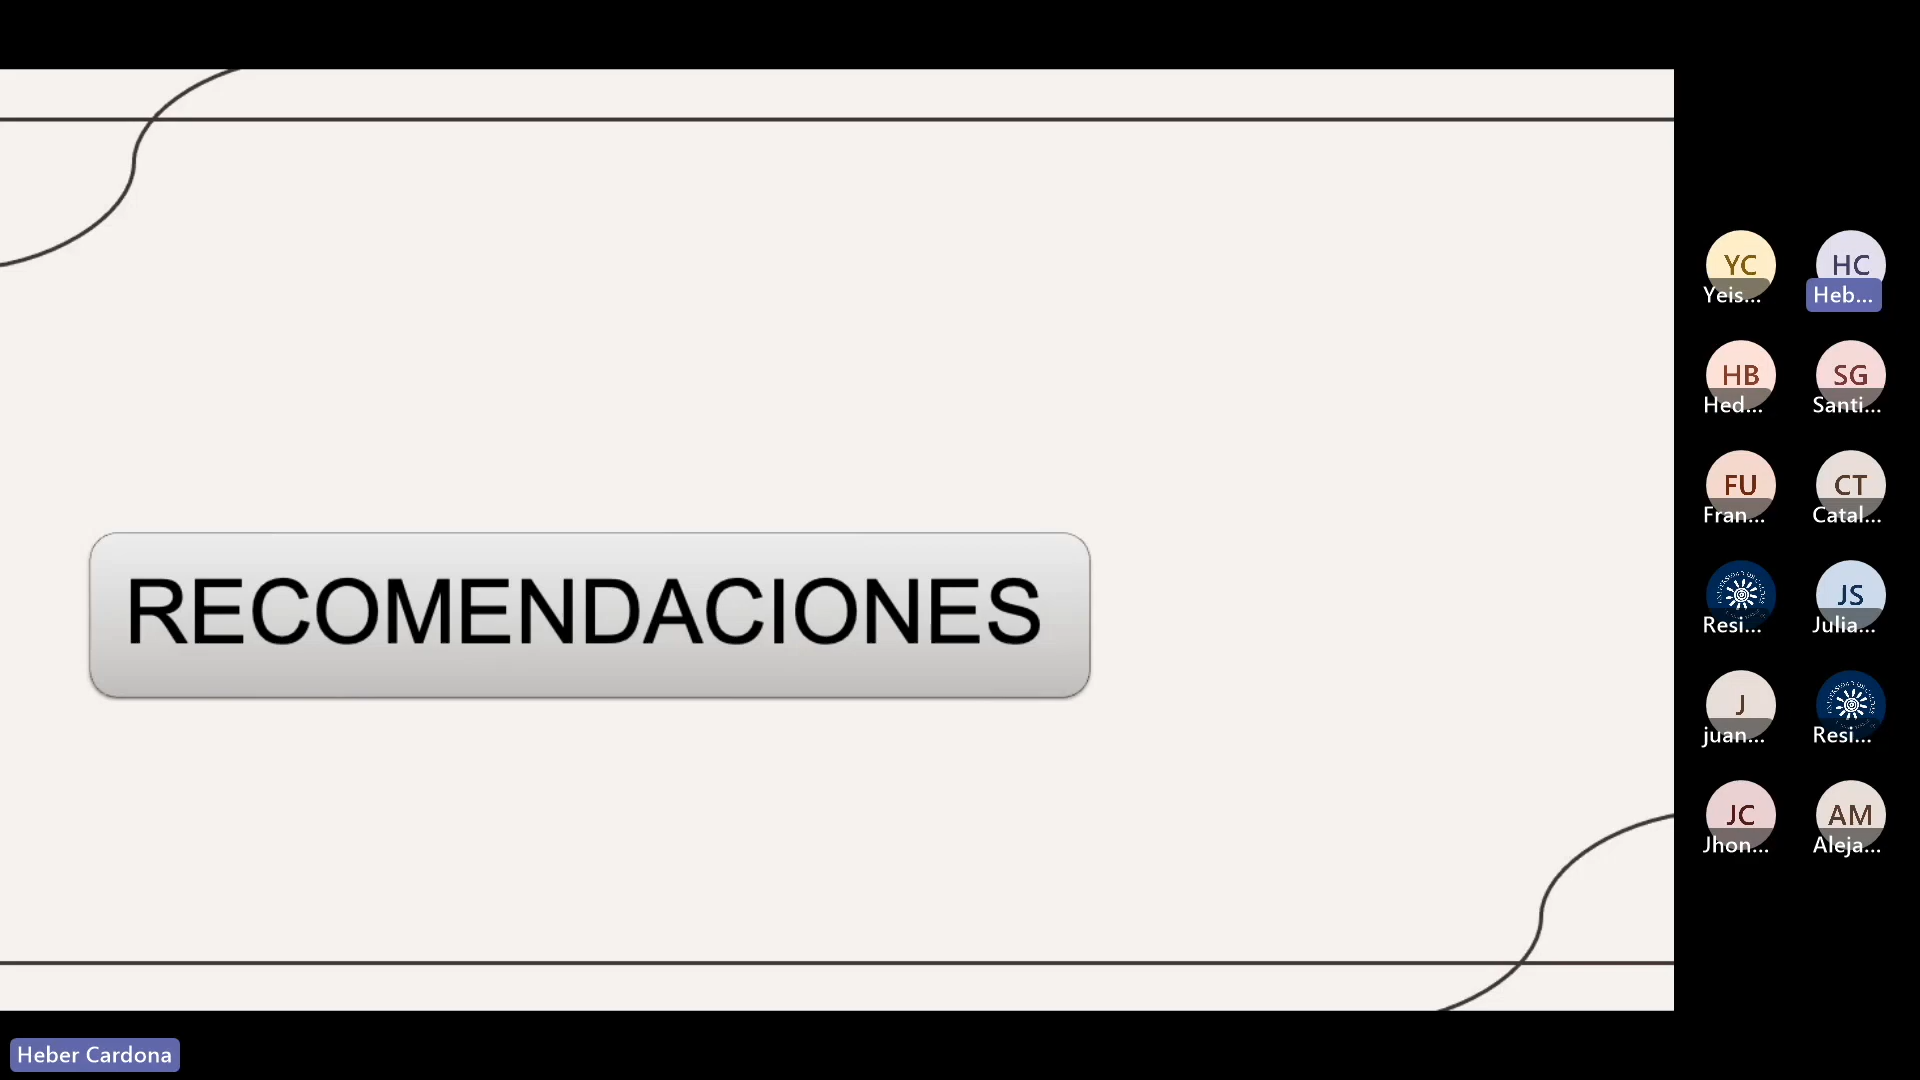 RECOMENDACIONES
YC
Yeis...
HC
Heb...
HB
Hed...
SG
Santi...
FU
Fran...
CT
Catal...
Resi...
JS
Julia...
J
juan...
Resi...
JC
Jhon...
AM
Aleja...
Heber Cardona